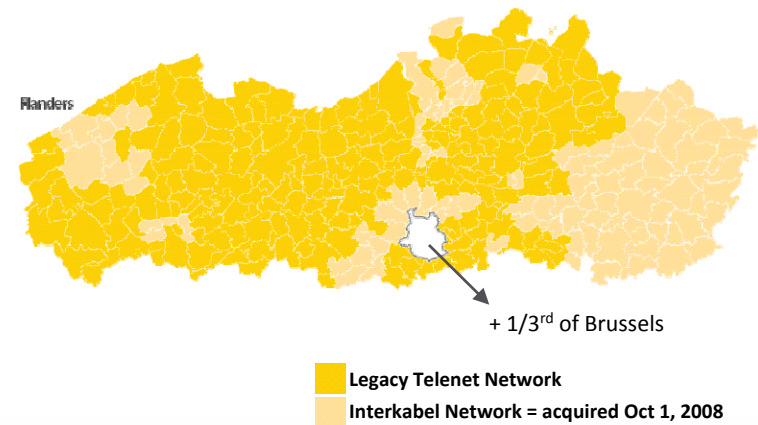 Flanders
+ 1/3rd of Brussels
Legacy Telenet Network
Interkabel Network = acquired Oct 1, 2008